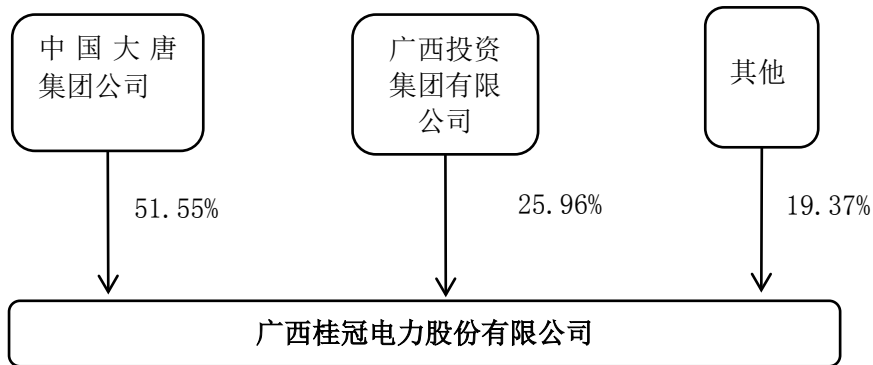 中国大唐
集团公司
广西投资
集团有限
公司
其他
51.55%
25.96%
19.37%
广西桂冠电力股份有限公司